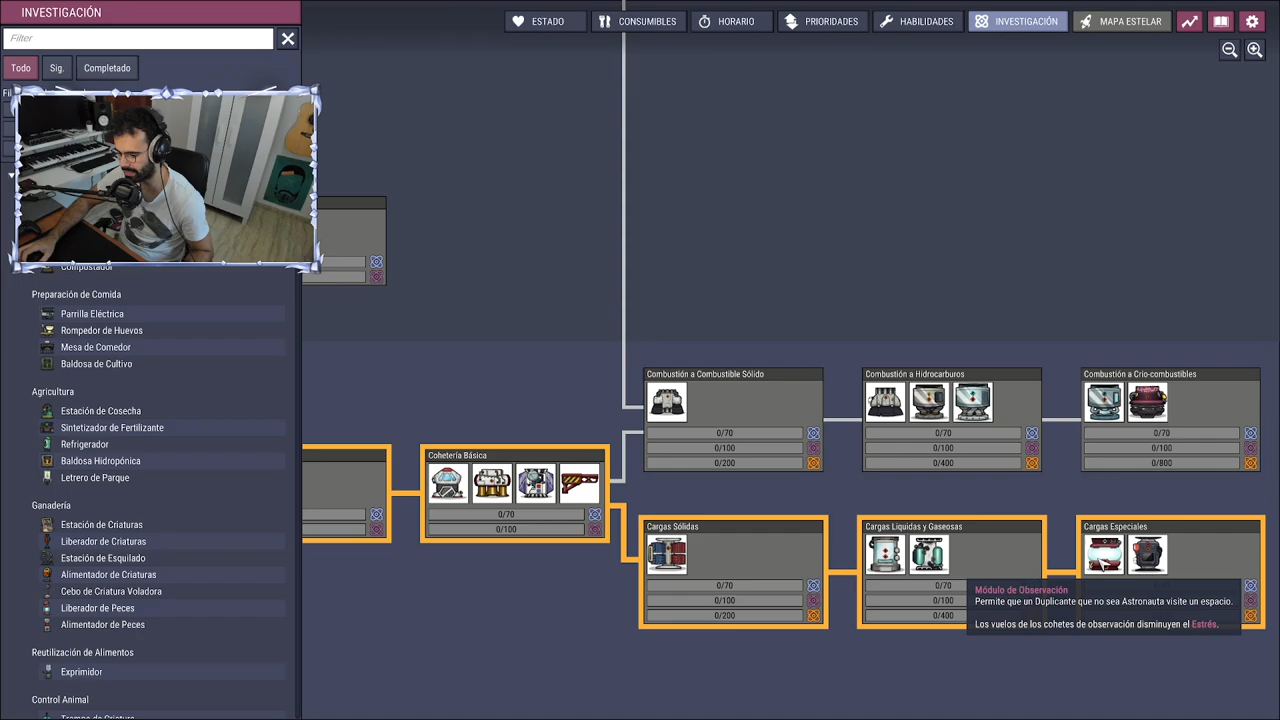 INVESTIGACIÓN
ESTADO
CONSUMIBLES
HORARIO
PRIORIDADES
HABILIDADES
INVESTIGACIÓN
MAPA ESTELAR
Filter
Todo
Sig.
Completado
Preparación de Comida
Parrilla Eléctrica
Rompedor de Huevos
Mesa de Comedor
Baldosa de Cultivo
Agricultura
Estación de Cosecha
Sintetizador de Fertilizante
Refrigerador
Baldosa Hidropónica
Letrero de Parque
Ganadería
Estación de Criaturas
Liberador de Criaturas
Estación de Esquilado
Alimentador de Criaturas
Cebo de Criatura Voladora
Liberador de Peces
Alimentador de Peces
Reutilización de Alimentos
Exprimidor
Control Animal
Combustión a Combustible Sólido
0/70
0/100
0/200
Combustión a Hidrocarburos
0/70
0/100
0/400
Combustión a Crio-combustibles
0/70
0/100
0/800
Cohetería Básica
0/70
0/100
Cargas Sólidas
0/70
0/100
0/200
Cargas Liquidas y Gaseosas
0/70
0/100
0/400
Cargas Especiales
Módulo de Observación
Permite que un Duplicante que no sea Astronauta visite un espacio.
Los vuelos de los cohetes de observación disminuyen el Estrés.